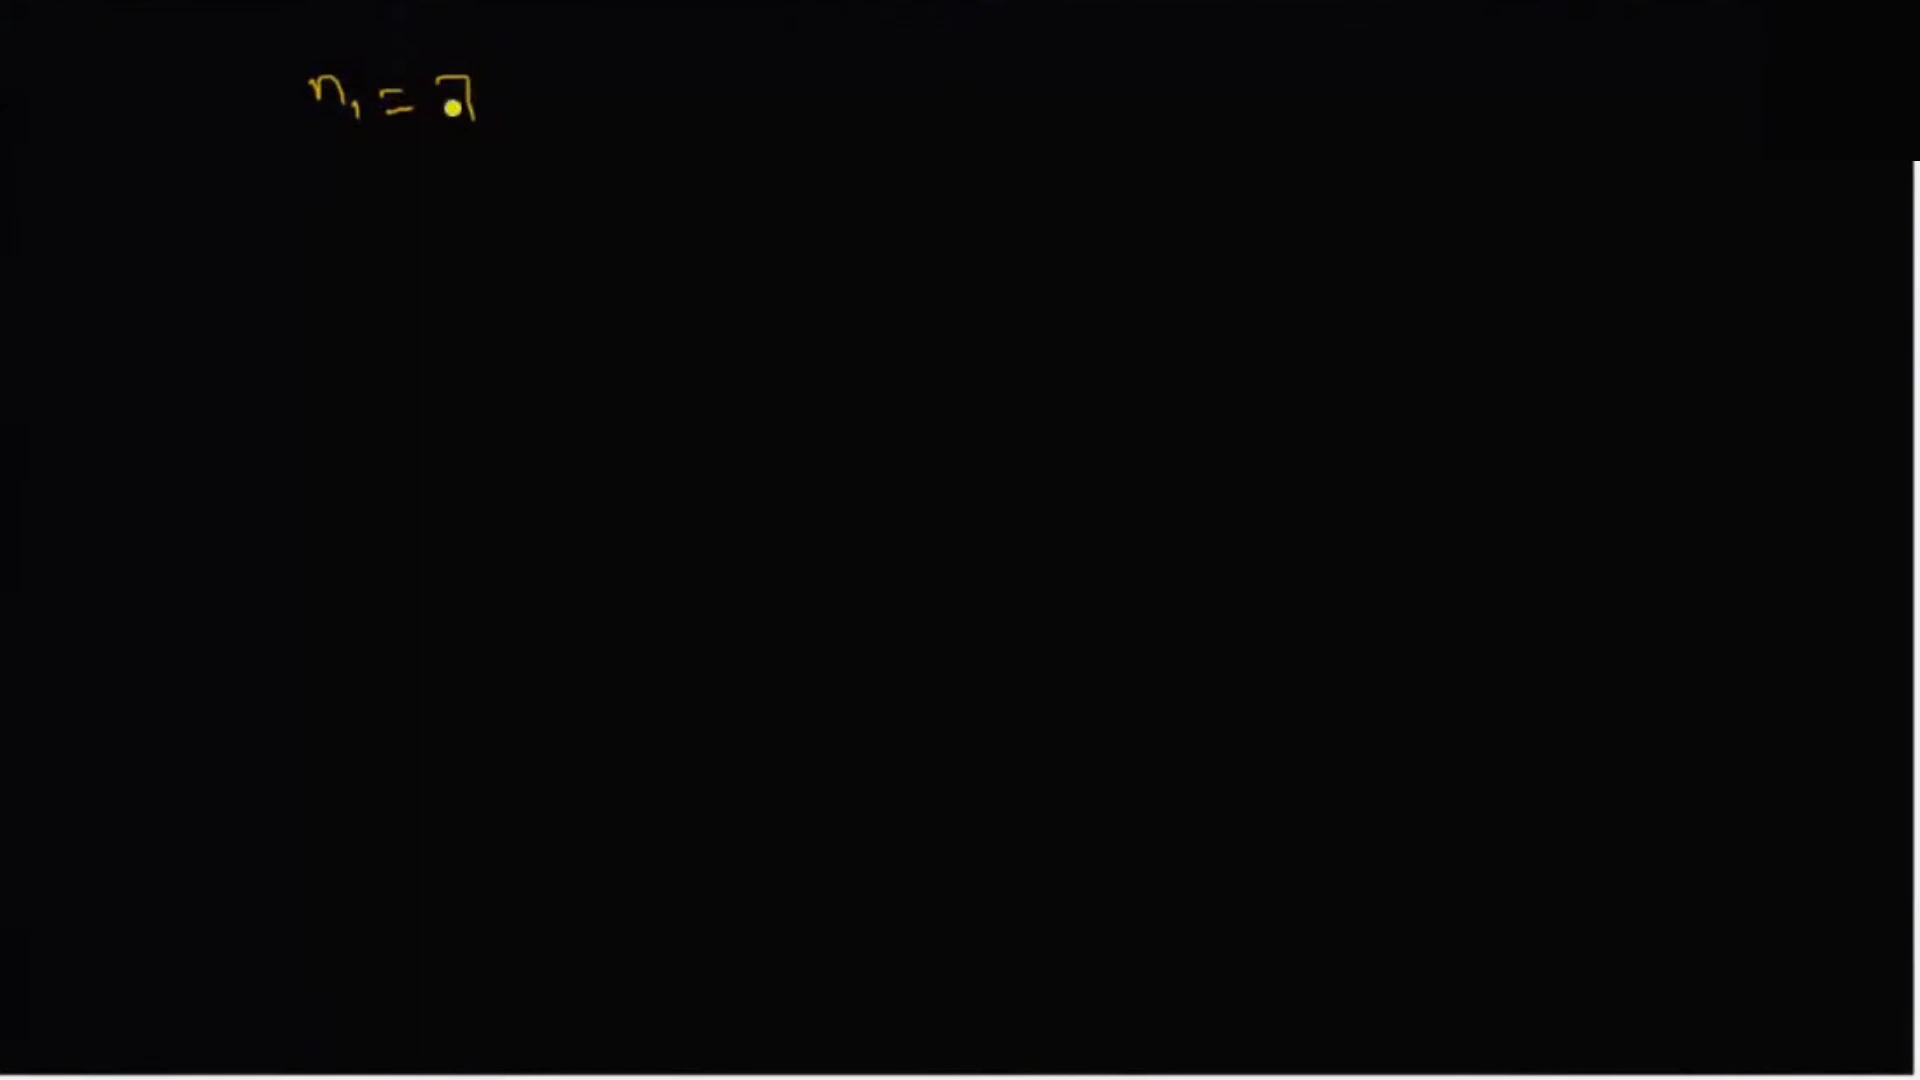 n₁ = 7